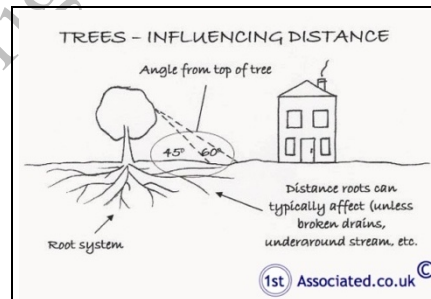 TREES – INFLUENCING DISTANCE
Angle from top of tree
45° 60°
Distance roots can
typically affect (unless
broken drains,
underground stream, etc.
Root system
1st Associated.co.uk ©